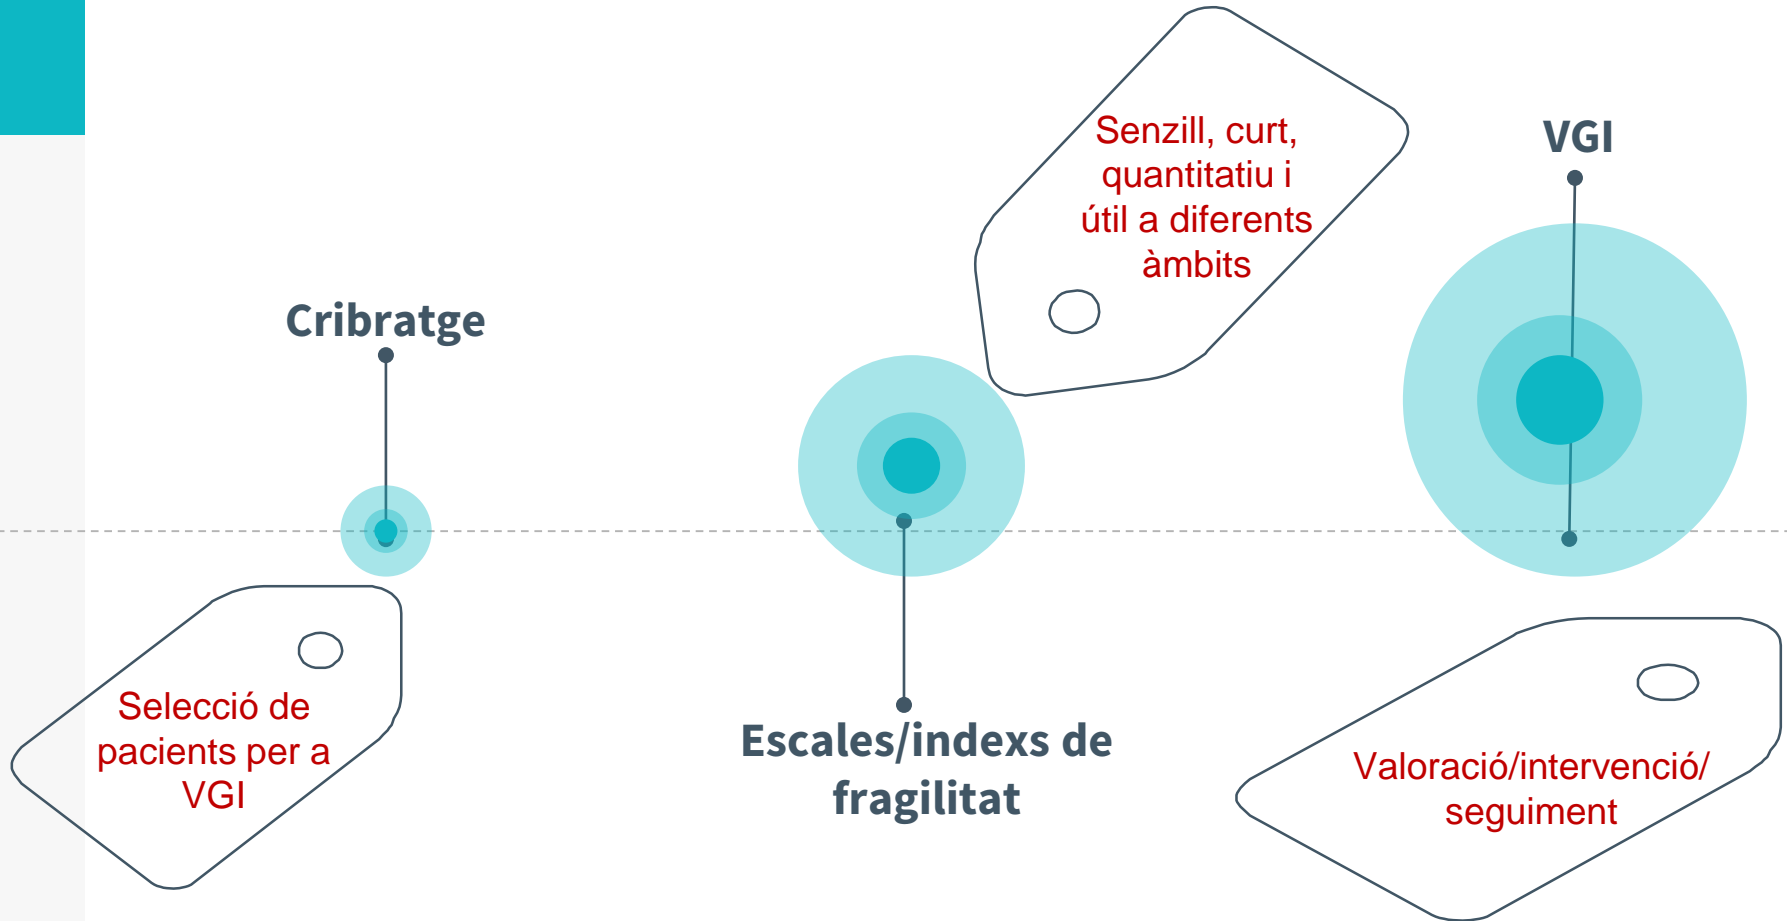 Cribratge
Selecció de
pacients per a
VGI
Senzill, curt,
quantitatiu i
útil a diferents
àmbits
Escales/indexs de
fragilitat
VGI
Valoració/intervenció/
seguiment